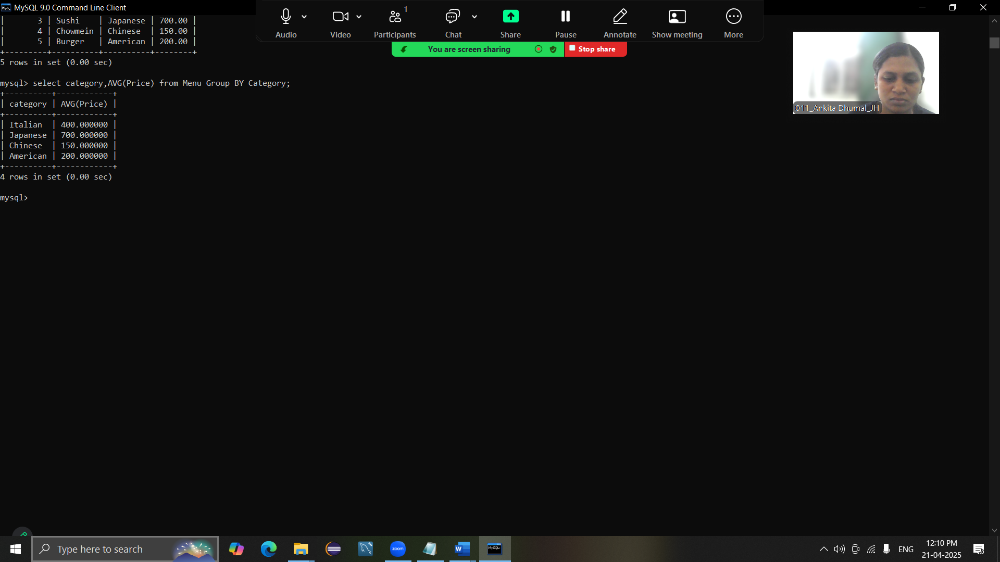 MySQL 9.0 Command Line Client
1
Audio Video Participants Chat Share Pause Annotate Show meeting More
You are screen sharing Stop share
| 3 | Sushi | Japanese | 700.00 |
| 4 | Chowmein | Chinese | 150.00 |
| 5 | Burger | American | 200.00 |
+---------+----------+----------+--------+
5 rows in set (0.00 sec)
mysql> select category,AVG(Price) from Menu Group BY Category;
+----------+------------+
| category | AVG(Price) |
+----------+------------+
| Italian | 400.000000 |
| Japanese | 700.000000 |
| Chinese | 150.000000 |
| American | 200.000000 |
+----------+------------+
4 rows in set (0.00 sec)
mysql>
011_Ankita Dhumal_JH
Type here to search
zoom
W
MySQL
ENG
12:10 PM
21-04-2025